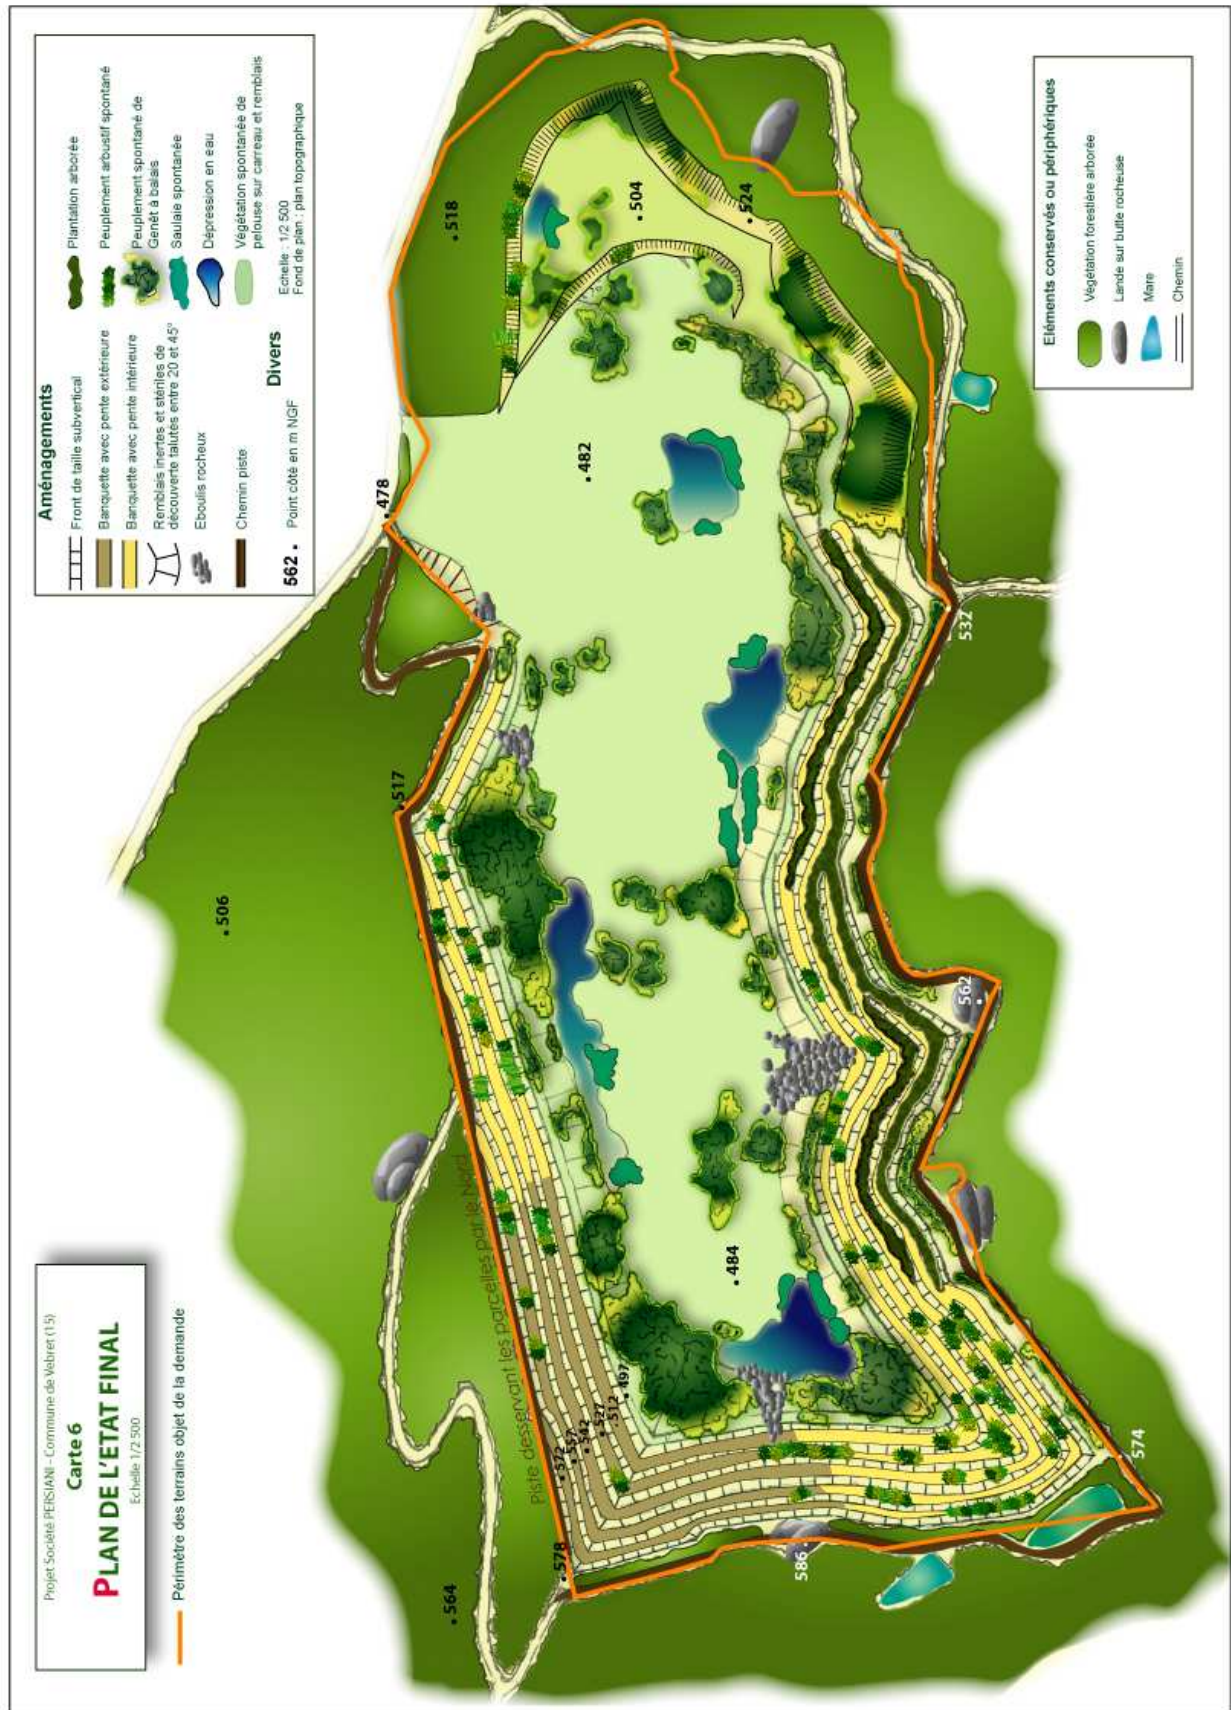 Projet Société PERSIANI - Commune de Vebret (15)
Carte 6
PLAN DE L'ETAT FINAL
Echelle 1/2 500
Périmètre des terrains objet de la demande
Aménagements
Front de taille subvertical
Banquette avec pente extérieure
Banquette avec pente intérieure
Remblais inertes et stériles de
découverte talutés entre 20 et 45°
Eboulis rocheux
Chemin piste
Plantation arborée
Peuplement arbustif spontané
Peuplement spontané de
Genêt à balais
Saulaie spontanée
Dépression en eau
Végétation spontanée de
pelouse sur carreau et remblais
Divers
562 . Point côté en m NGF
Echelle : 1/2 500
Fond de plan : plan topographique
Eléments conservés ou périphériques
Végétation forestière arborée
Lande sur butte rocheuse
Mare
Chemin
Piste desservant les parcelles par le Nord
564
578
572
557
542
527
512
497
506
517
478
518
504
524
482
484
532
562
574
586